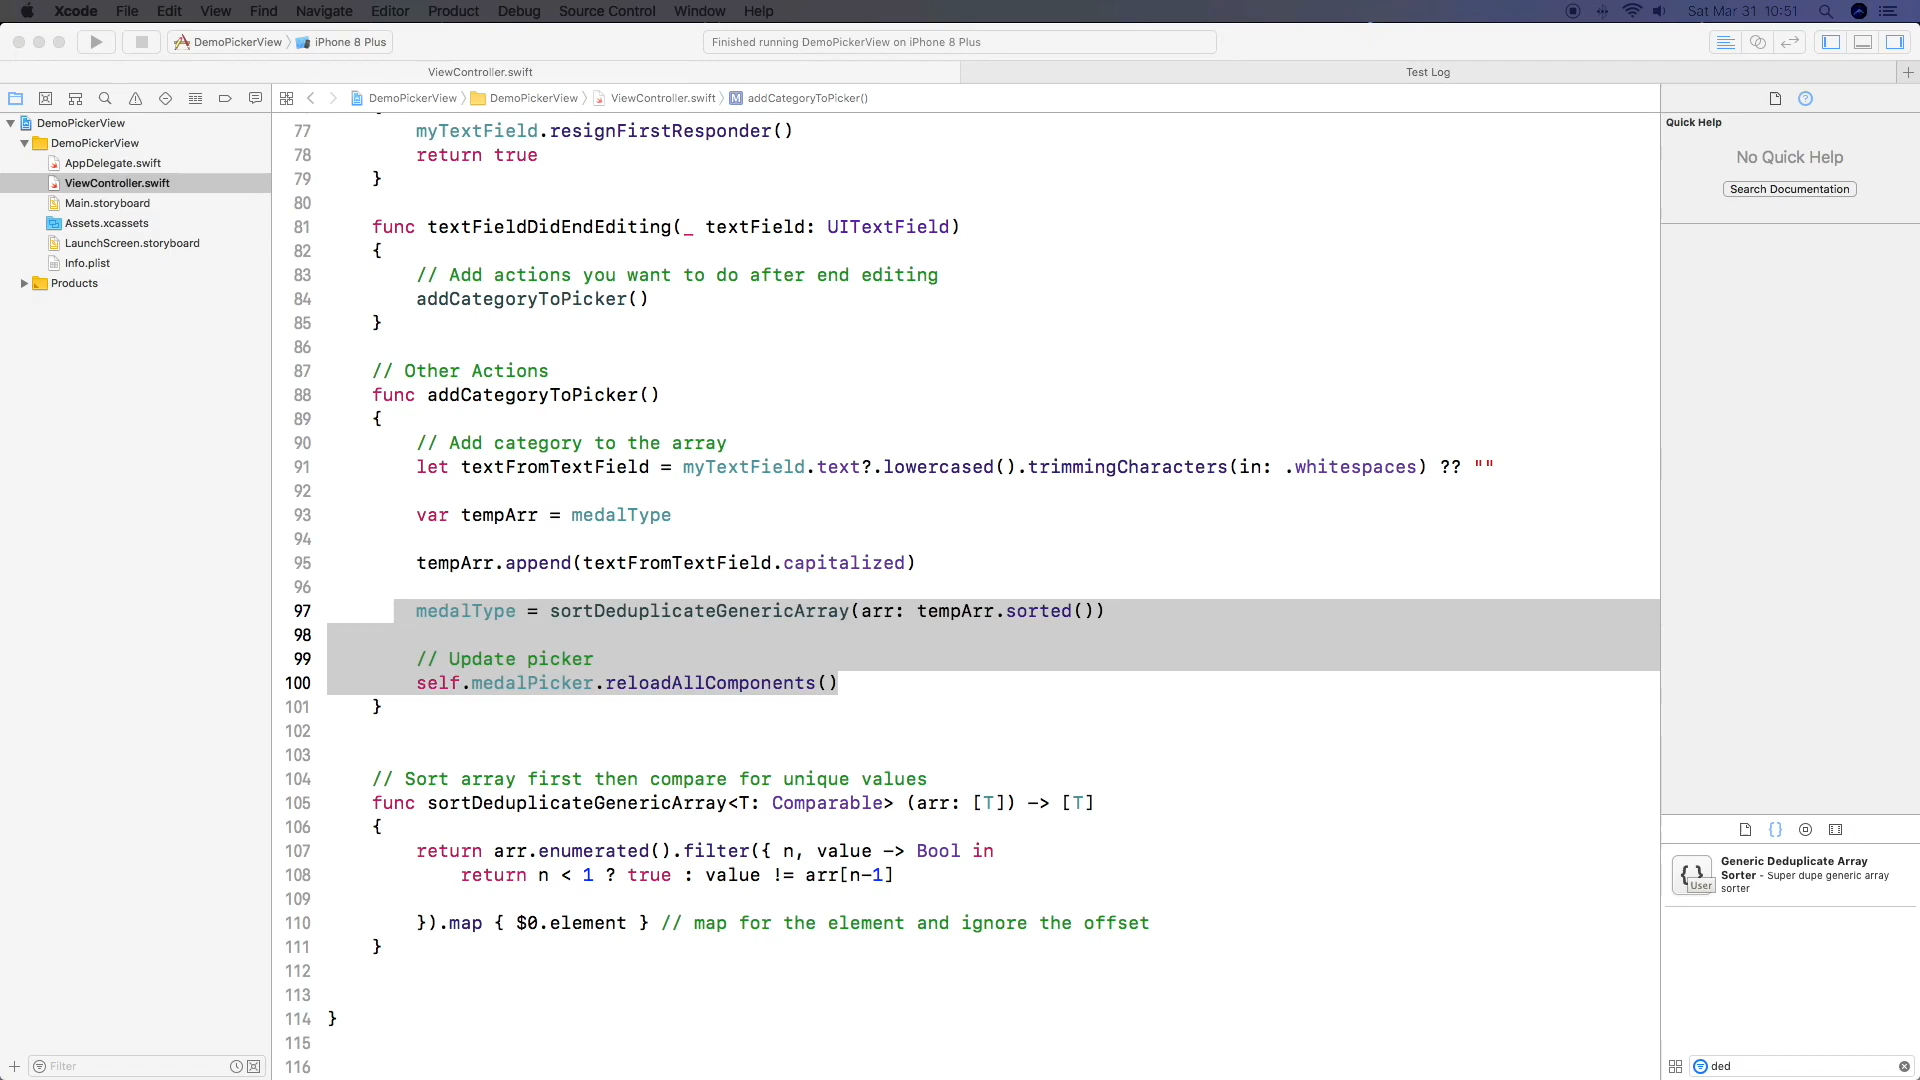 Xcode File Edit View Find Navigate Editor Product Debug Source Control Window Help Sat Mar 31 10:51
DemoPickerView iPhone 8 Plus Finished running DemoPickerView on iPhone 8 Plus
ViewController.swift Test Log
DemoPickerView DemoPickerView ViewController.swift M addCategoryToPicker()
DemoPickerView
DemoPickerView
AppDelegate.swift
ViewController.swift
Main.storyboard
Assets.xcassets
LaunchScreen.storyboard
Info.plist
Products
Filter
77 myTextField.resignFirstResponder()
78 return true
79 }
80
81 func textFieldDidEndEditing(_ textField: UITextField)
82 {
83 // Add actions you want to do after end editing
84 addCategoryToPicker()
85 }
86
87 // Other Actions
88 func addCategoryToPicker()
89 {
90 // Add category to the array
91 let textFromTextField = myTextField.text?.lowercased().trimmingCharacters(in: .whitespaces) ?? ""
92
93 var tempArr = medalType
94
95 tempArr.append(textFromTextField.capitalized)
96
97 medalType = sortDeduplicateGenericArray(arr: tempArr.sorted())
98
99 // Update picker
100 self.medalPicker.reloadAllComponents()
101 }
102
103
104 // Sort array first then compare for unique values
105 func sortDeduplicateGenericArray<T: Comparable> (arr: [T]) -> [T]
106 {
107 return arr.enumerated().filter({ n, value -> Bool in
108 return n < 1 ? true : value != arr[n-1]
109
110 }).map { $0.element } // map for the element and ignore the offset
111 }
112
113
114 }
115
116
Quick Help
No Quick Help
Search Documentation
{ } User
Generic Deduplicate Array
Sorter - Super dupe generic array
sorter
ded